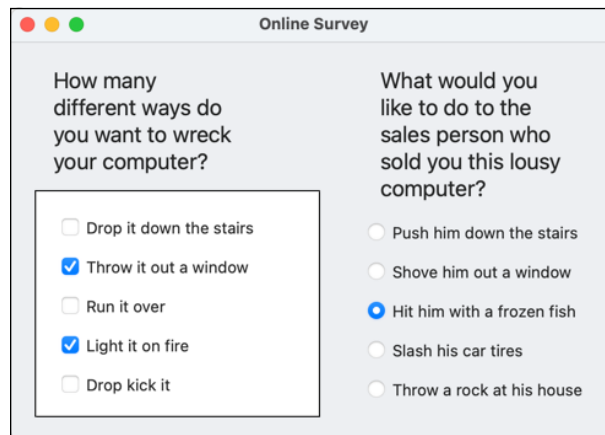 Online Survey
How many
different ways do
you want to wreck
your computer?
Drop it down the stairs
Throw it out a window
Run it over
Light it on fire
Drop kick it
What would you
like to do to the
sales person who
sold you this lousy
computer?
Push him down the stairs
Shove him out a window
Hit him with a frozen fish
Slash his car tires
Throw a rock at his house